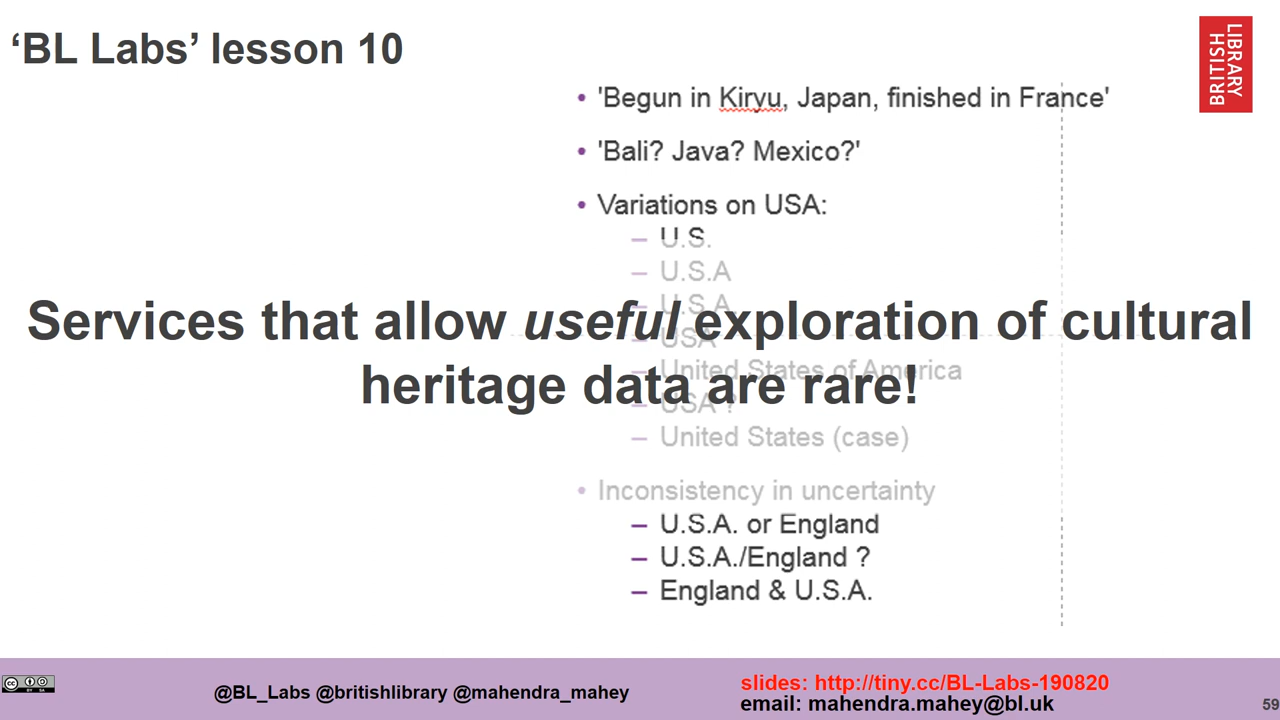 ‘BL Labs’ lesson 10
LIBRARY
BRITISH
• 'Begun in Kiryu, Japan, finished in France'
• 'Bali? Java? Mexico?'
• Variations on USA:
– U.S.
– U.S.A
– U.S.A.
– USA
– United States of America
– USA ?
– United States (case)
Services that allow useful exploration of cultural
heritage data are rare!
• Inconsistency in uncertainty
– U.S.A. or England
– U.S.A./England ?
– England & U.S.A.
cc BY SA
@BL_Labs @britishlibrary @mahendra_mahey
slides: http://tiny.cc/BL-Labs-190820
email: mahendra.mahey@bl.uk
59